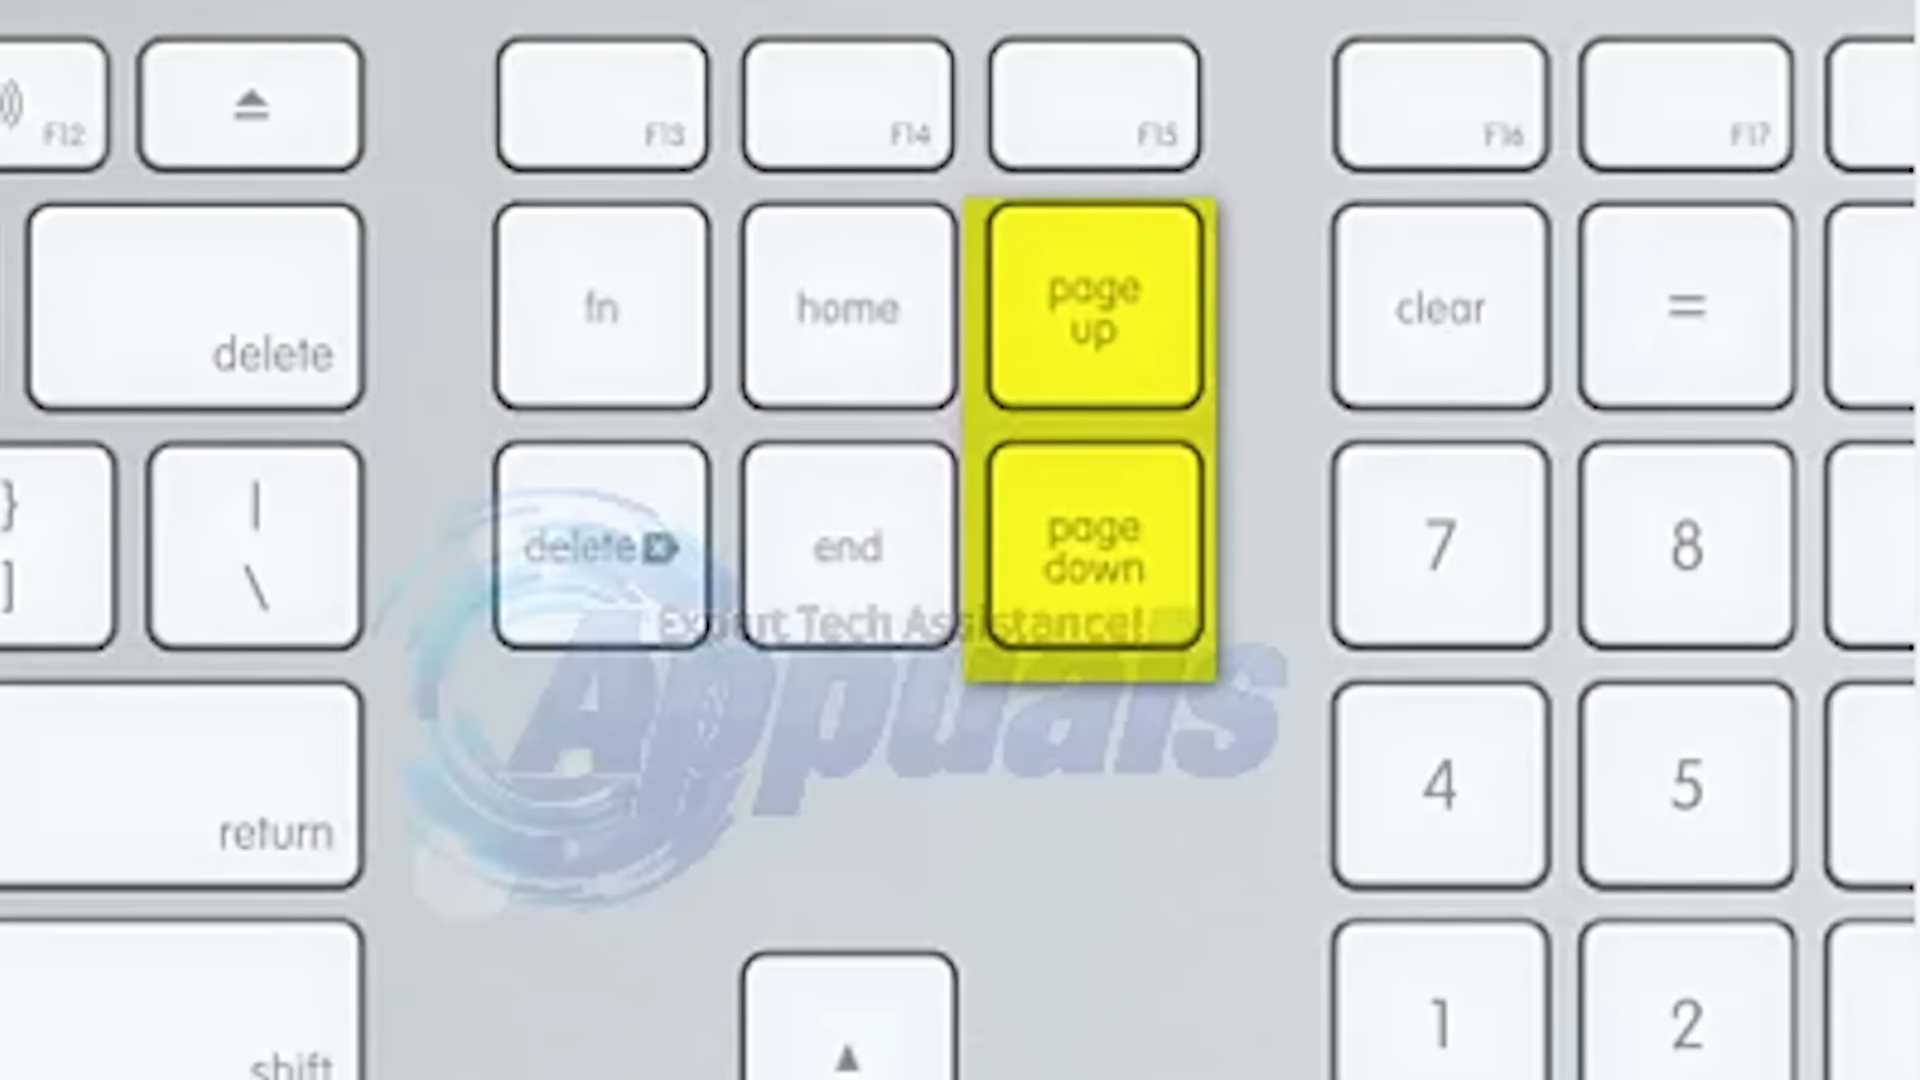 F12
F13
F14
F15
F16
F17
delete
fn
home
page
up
clear
=
}
]
|
\
delete
end
page
down
7
8
Expert Tech Assistance!
Appuals
4
5
return
1
2
shift